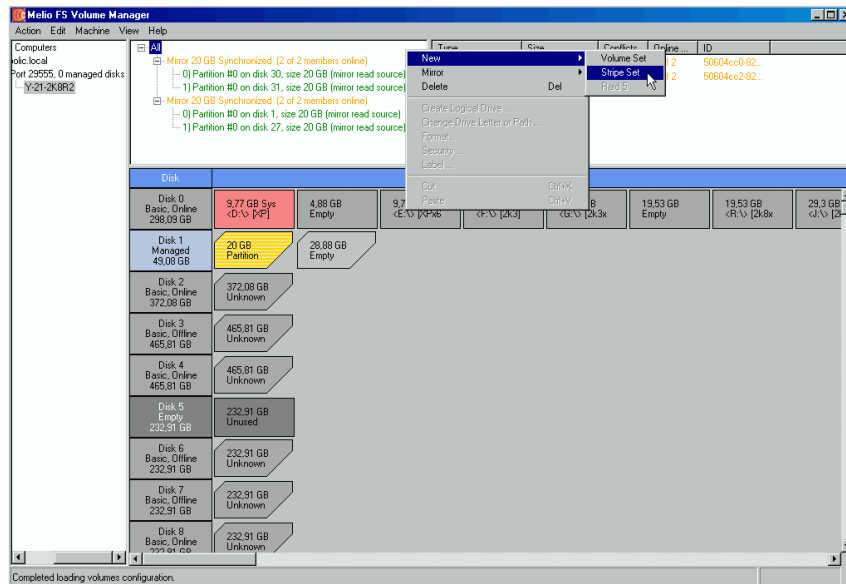 Melio FS Volume Manager
Action Edit Machine View Help
Computers
olic.local
Port 29555, 0 managed disks
Y-21-2K8R2
All
Mirror 20 GB Synchronized (2 of 2 members online)
0) Partition #0 on disk 30, size 20 GB (mirror read source)
1) Partition #0 on disk 31, size 20 GB (mirror read source)
Mirror 20 GB Synchronized (2 of 2 members online)
0) Partition #0 on disk 1, size 20 GB (mirror read source)
1) Partition #0 on disk 27, size 20 GB (mirror read source)
Type Size Conflicts Online ID
2 50604cc0-82...
2 50604cc2-82...
New
Mirror
Delete Del
Create Logical Drive ...
Change Drive Letter or Path ...
Format ...
Security ...
Label ...
Cut Ctrl+X
Paste Ctrl+V
Volume Set
Stripe Set
Raid 5
Disk
Disk 0
Basic, Online
298,09 GB
9,77 GB Sys
<D:\> [XP]
4,88 GB
Empty
9,7
<E:\> [XPx6
<F:\> [2K3]
B
<G:\> [2k3x
19,53 GB
Empty
19,53 GB
<R:\> [2k8x
29,3 GB
<J:\> [2
Disk 1
Managed
49,08 GB
20 GB
Partition
28,88 GB
Empty
Disk 2
Basic, Online
372,08 GB
372,08 GB
Unknown
Disk 3
Basic, Offline
465,81 GB
465,81 GB
Unknown
Disk 4
Basic, Online
465,81 GB
465,81 GB
Unknown
Disk 5
Empty
232,91 GB
232,91 GB
Unused
Disk 6
Basic, Offline
232,91 GB
232,91 GB
Unknown
Disk 7
Basic, Offline
232,91 GB
232,91 GB
Unknown
Disk 8
Basic, Online
232,91 GB
232,91 GB
Unknown
Completed loading volumes configuration.